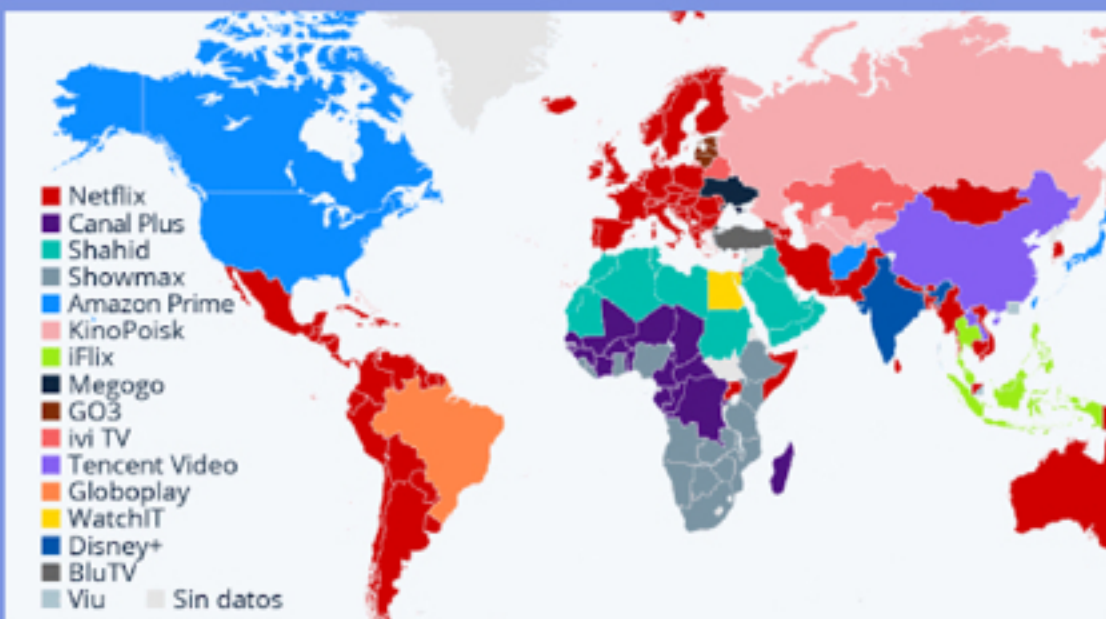 Netflix
Canal Plus
Shahid
Showmax
Amazon Prime
KinoPoisk
iFlix
Megogo
GO3
ivi TV
Tencent Video
Globoplay
WatchIT
Disney+
BluTV
Viu Sin datos